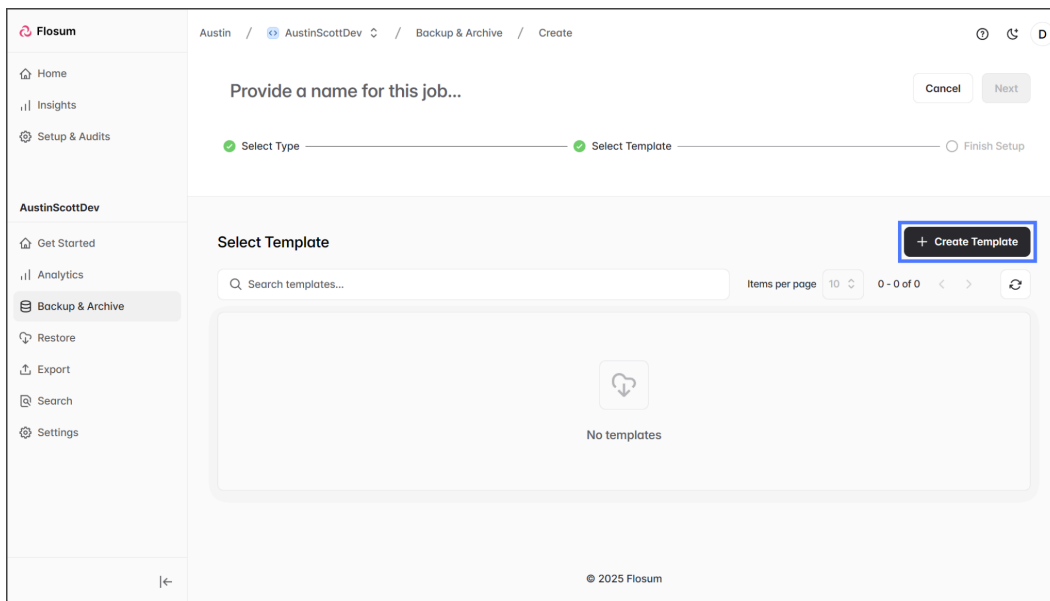 Flosum
Austin / AustinScottDev / Backup & Archive / Create
D
Home
Insights
Setup & Audits
Provide a name for this job...
Cancel
Next
Select Type
Select Template
Finish Setup
AustinScottDev
Get Started
Analytics
Backup & Archive
Restore
Export
Search
Settings
Select Template
+ Create Template
Search templates...
Items per page 10 0 - 0 of 0
No templates
© 2025 Flosum